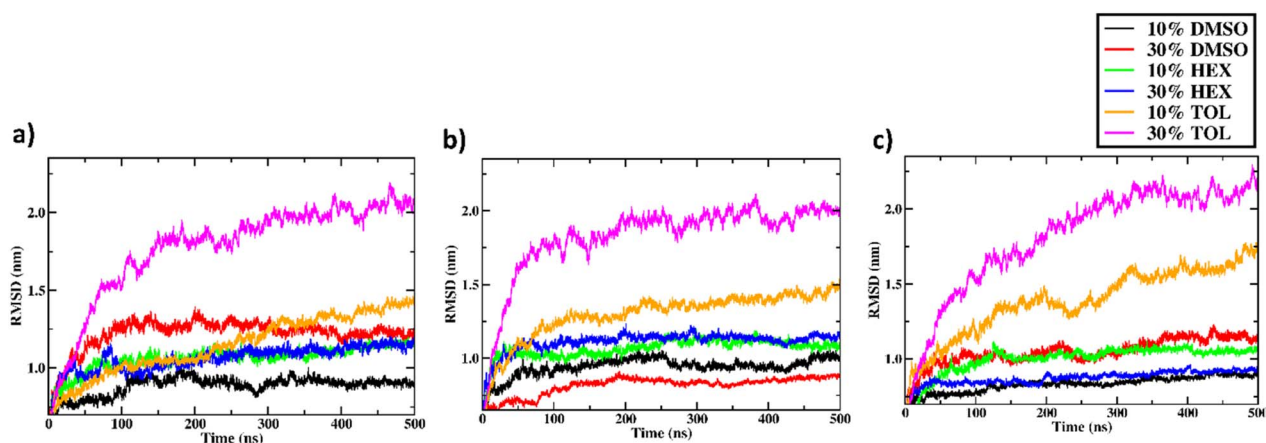 10% DMSO
30% DMSO
10% HEX
30% HEX
10% TOL
30% TOL
a)
b)
c)
2.0
1.5
1.0
RMSD (nm)
0 100 200 300 400 500
Time (ns)
2.0
1.5
1.0
RMSD (nm)
0 100 200 300 400 500
Time (ns)
2.0
1.5
1.0
RMSD (nm)
0 100 200 300 400 500
Time (ns)